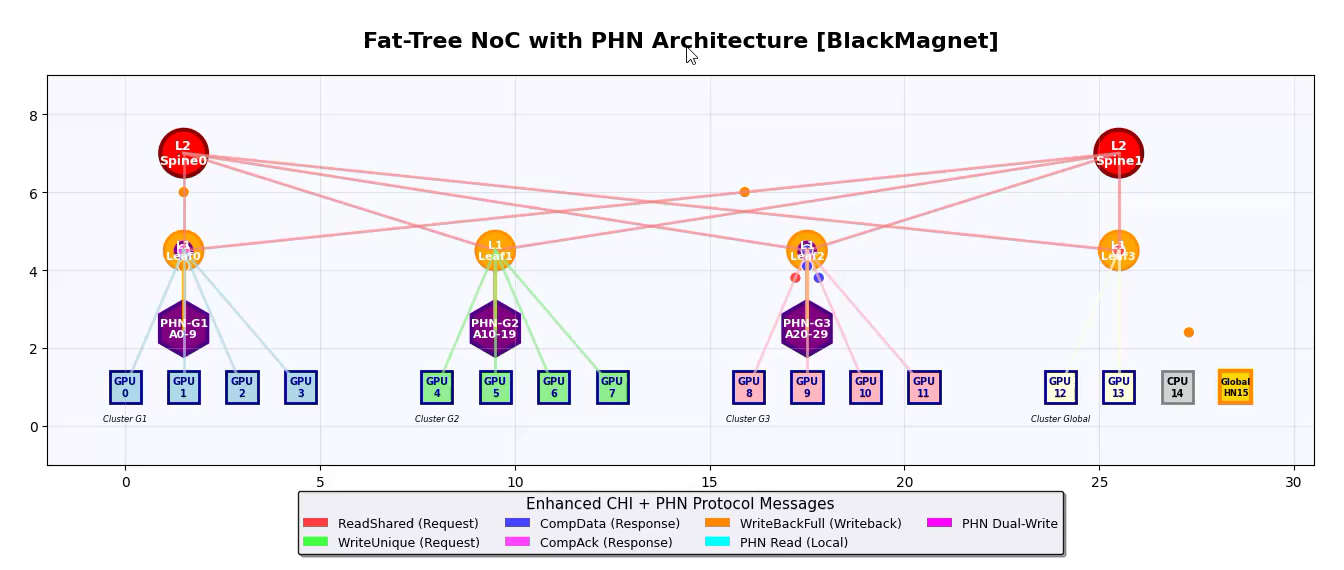 Fat-Tree NoC with PHN Architecture [BlackMagnet]
8
6
4
2
0
L2
Spine0
L2
Spine1
L1
Leaf0
L1
Leaf1
L1
Leaf2
L1
Leaf3
PHN-G1
A0-9
PHN-G2
A10-19
PHN-G3
A20-29
GPU
0
GPU
1
GPU
2
GPU
3
GPU
4
GPU
5
GPU
6
GPU
7
GPU
8
GPU
9
GPU
10
GPU
11
GPU
12
GPU
13
CPU
14
Global
HN15
Cluster G1
Cluster G2
Cluster G3
Cluster Global
0 5 10 15 20 25 30
Enhanced CHI + PHN Protocol Messages
ReadShared (Request) CompData (Response) WriteBackFull (Writeback) PHN Dual-Write
WriteUnique (Request) CompAck (Response) PHN Read (Local)